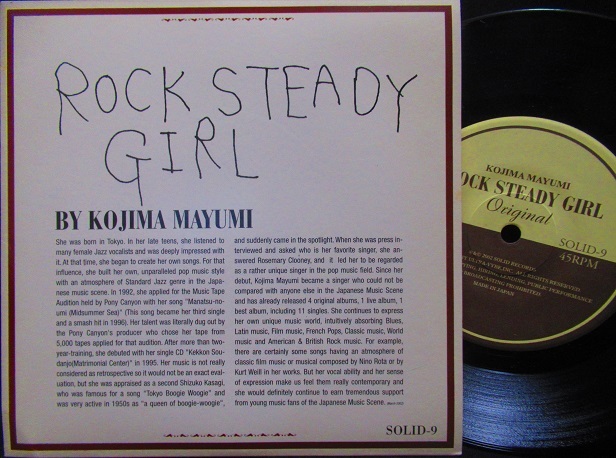 ROCK STEADY
GIRL
BY KOJIMA MAYUMI
She was born in Tokyo. In her late teens, she listened to
many female Jazz vocalists and was deeply impressed with
it. At that time, she began to create her own songs. For that
influence, she built her own, unparalleled pop music style
with an atmosphere of Standard Jazz genre in the Japa-
nese music scene. In 1992, she applied for the Music Tape
Audition held by Pony Canyon with her song "Manatsu-no-
umi (Midsummer Sea)" (This song became her third single
and a smash hit in 1996). Her talent was literally dug out by
the Pony Canyon's producer who chose her tape from
5,000 tapes applied for that audition. After more than two-
year-training, she debuted with her single CD "Kekkon Sou-
danjo(Matrimonial Center)" in 1995. Her music is not really
considered as retrospective so it would not be an exact eval-
uation, but she was appraised as a second Shizuko Kasagi,
who was famous for a song "Tokyo Boogie Woogie" and
was very active in 1950s as "a queen of boogie-woogie",
and suddenly came in the spotlight. When she was press in-
terviewed and asked who is her favorite singer, she an-
swered Rosemary Clooney, and it led her to be regarded
as a rather unique singer in the pop music field. Since her
debut, Kojima Mayumi became a singer who could not be
compared with anyone else in the Japanese Music Scene
and has already released 4 original albums, 1 live album, 1
best album, including 11 singles. She continues to express
her own unique music world, intuitively absorbing Blues,
Latin music, Film music, French Pops, Classic music, World
music and American & British Rock music. For example,
there are certainly some songs having an atmosphere of
classic film music or musical composed by Nino Rota or by
Kurt Weill in her works. But her vocal ability and her sense
of expression make us feel them really contemporary and
she would definitely continue to earn tremendous support
from young music fans of the Japanese Music Scene.
SOLID-9
KOJIMA MAYUMI
OCK STEADY GIRL
Original
SOLID-9
45RPM
SOLID RECORDS
ALL RIGHTS RESERVED
PUBLIC PERFORMANCE
BROADCASTING PROHIBITED
MADE IN JAPAN